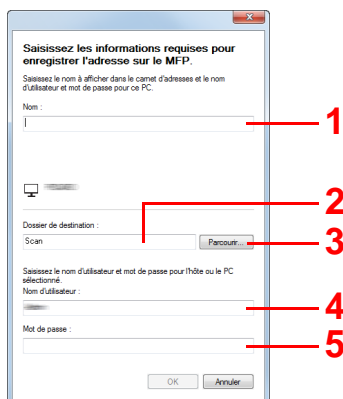 Saisissez les informations requises pour
enregistrer l'adresse sur le MFP.
Saisissez le nom à afficher dans le carnet d'adresses et le nom
d'utilisateur et mot de passe pour ce PC.
Nom :
1
2
Dossier de destination :
Scan
Parcourir...
3
Saisissez le nom d'utilisateur et mot de passe pour l'hôte ou le PC
sélectionné.
Nom d'utilisateur :
4
Mot de passe :
5
OK
Annuler